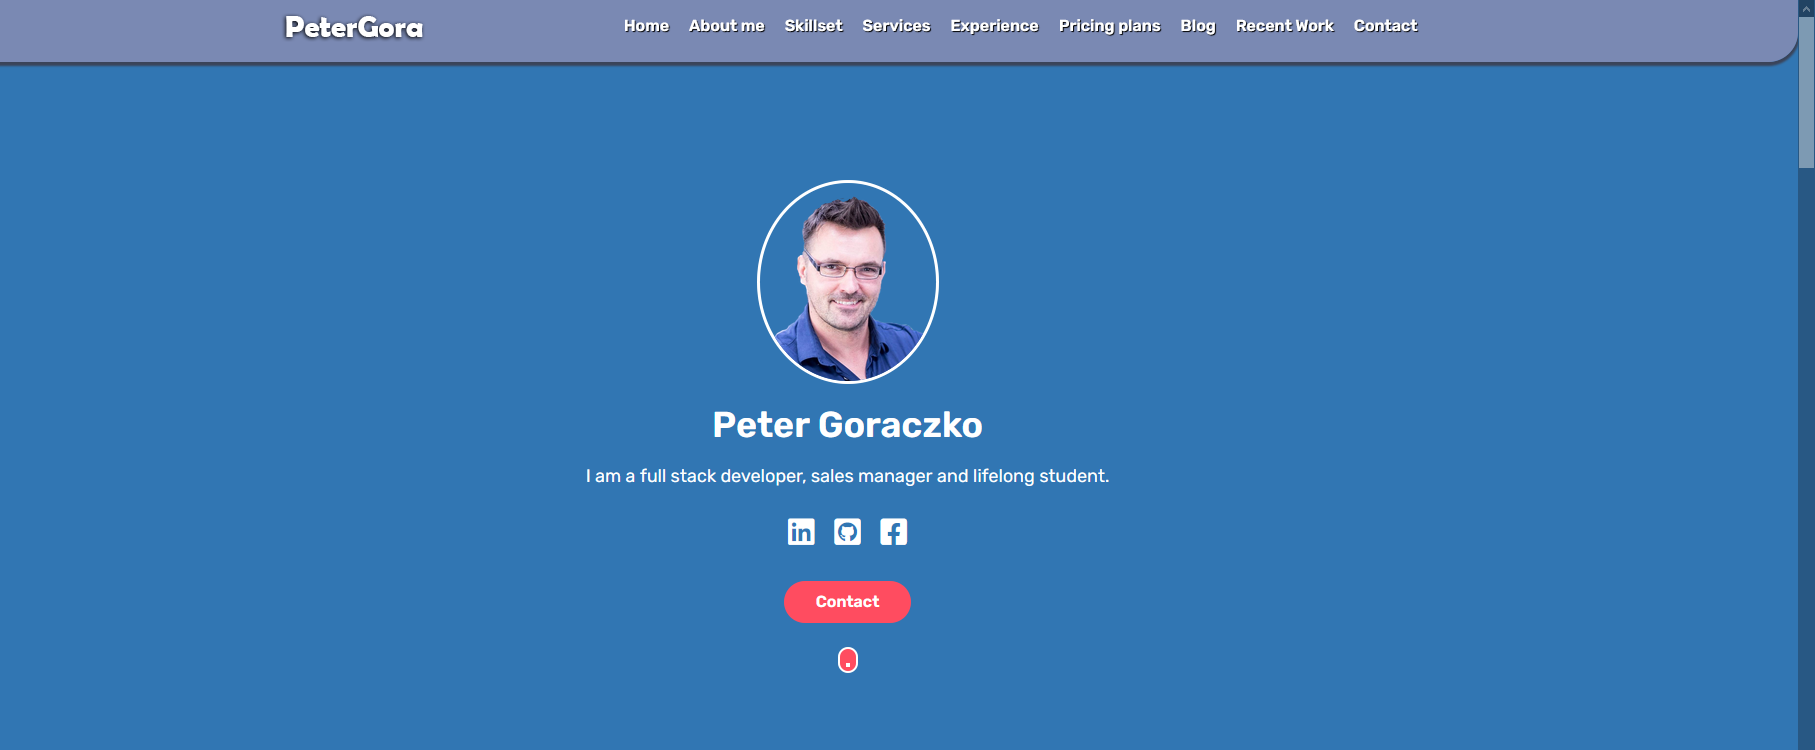 PeterGora
Home About me Skillset Services Experience Pricing plans Blog Recent Work Contact
Peter Goraczko
I am a full stack developer, sales manager and lifelong student.
in
Contact